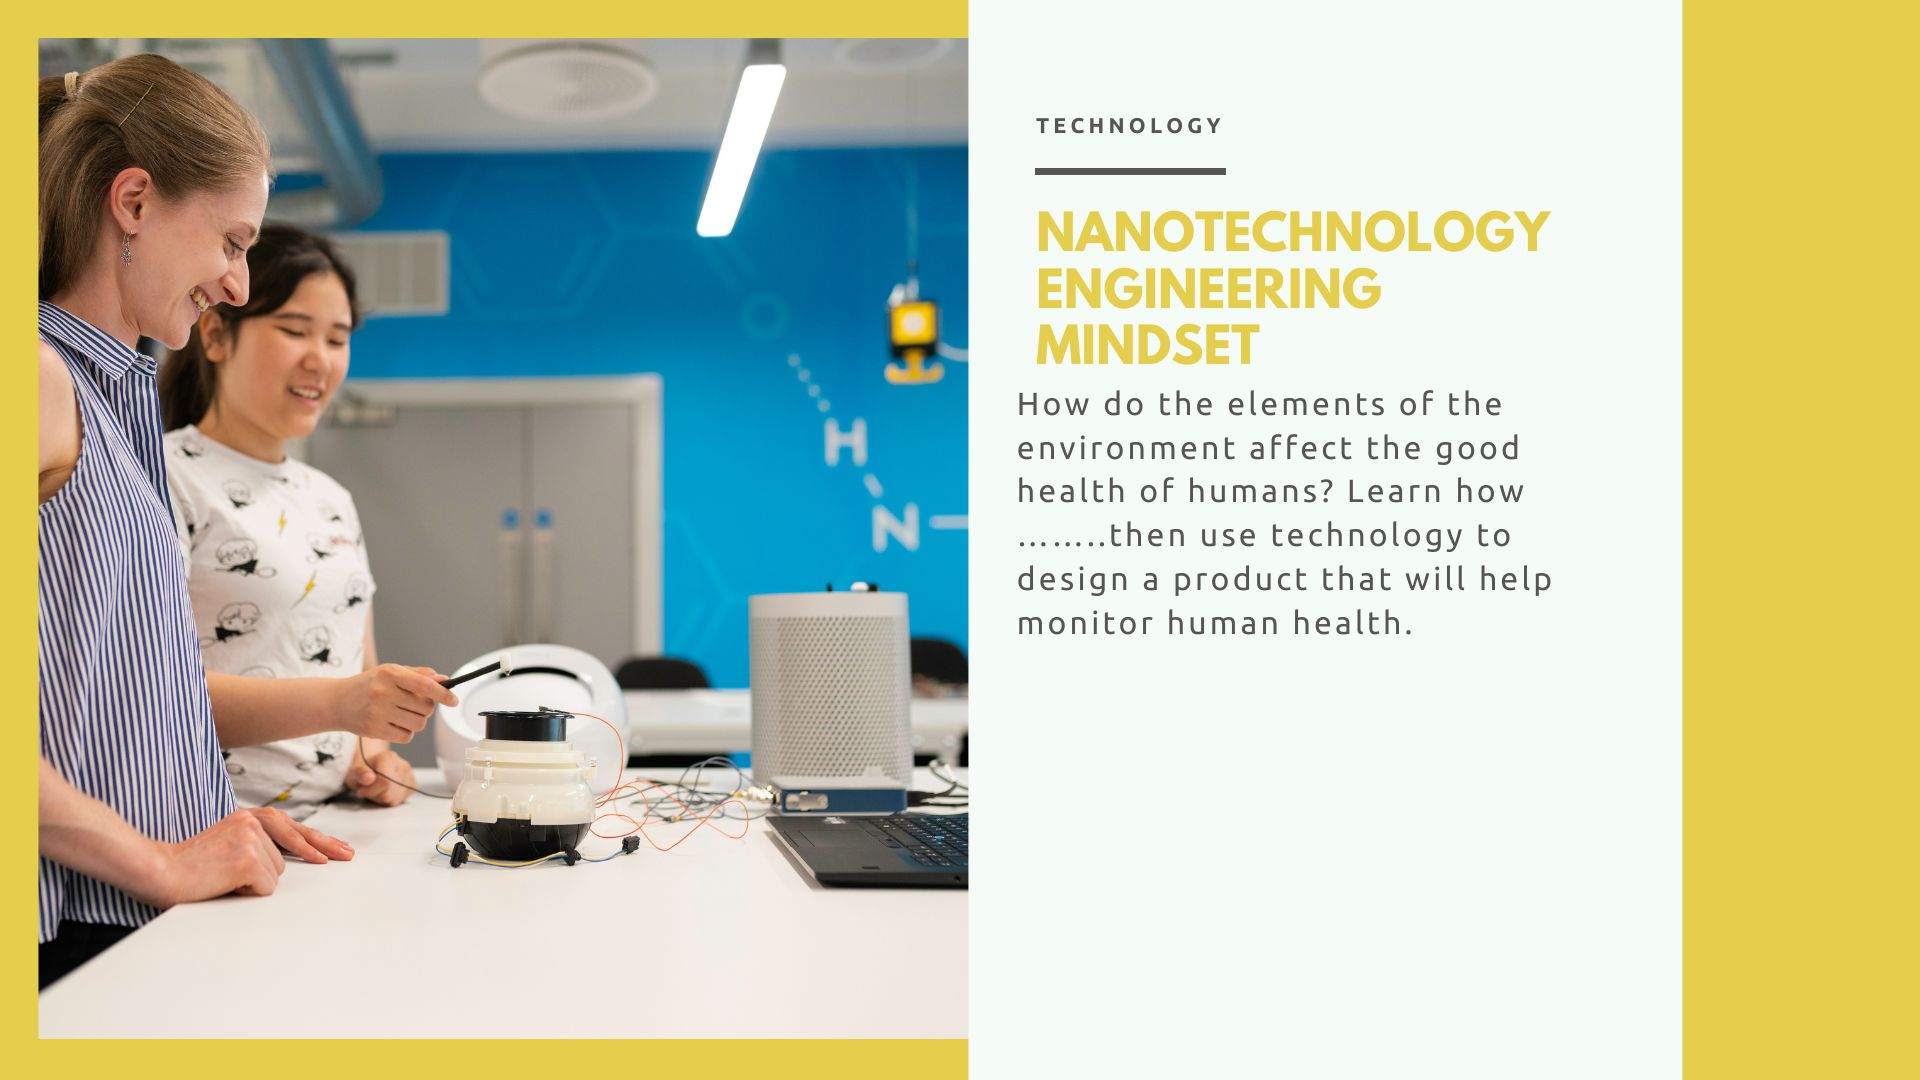 TECHNOLOGY
NANOTECHNOLOGY
ENGINEERING
MINDSET
How do the elements of the
environment affect the good
health of humans? Learn how
........then use technology to
design a product that will help
monitor human health.
H
N